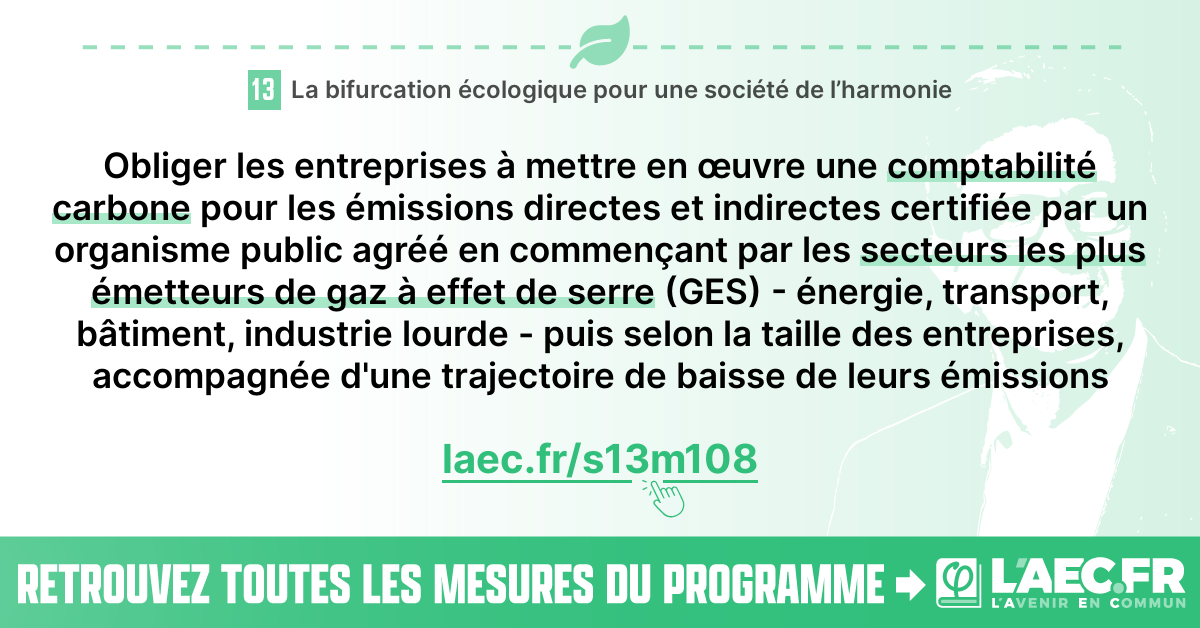 13 La bifurcation écologique pour une société de l’harmonie
Obliger les entreprises à mettre en œuvre une comptabilité
carbone pour les émissions directes et indirectes certifiée par un
organisme public agréé en commençant par les secteurs les plus
émetteurs de gaz à effet de serre (GES) - énergie, transport,
bâtiment, industrie lourde - puis selon la taille des entreprises,
accompagnée d'une trajectoire de baisse de leurs émissions
laec.fr/s13m108
RETROUVEZ TOUTES LES MESURES DU PROGRAMME
φ L'AEC.FR
L'AVENIR EN COMMUN